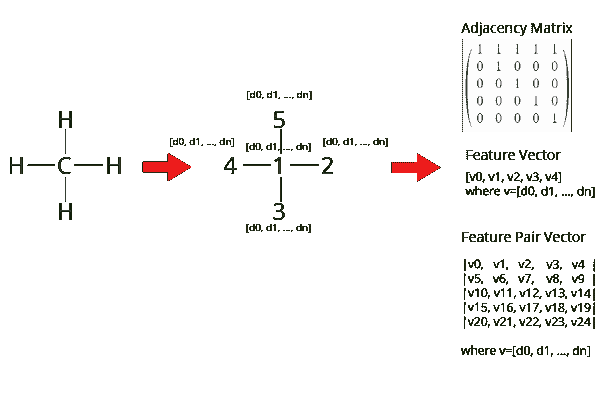 H
H C H
H
[d0, d1, ..., dn]
[d0, d1, ..., dn] 5 [d0, d1, ..., dn]
[d0, d1, ..., dn]
4 1 2
3
[d0, d1, ..., dn]
Adjacency Matrix
1 1 1 1 1
0 1 0 0 0
0 0 1 0 0
0 0 0 1 0
0 0 0 0 1
Feature Vector
[v0, v1, v2, v3, v4]
where v=[d0, d1, ..., dn]
Feature Pair Vector
|v0, v1, v2, v3, v4 |
|v5, v6, v7, v8, v9 |
|v10, v11, v12, v13, v14|
|v15, v16, v17, v18, v19|
|v20, v21, v22, v23, v24|
where v=[d0, d1, ..., dn]